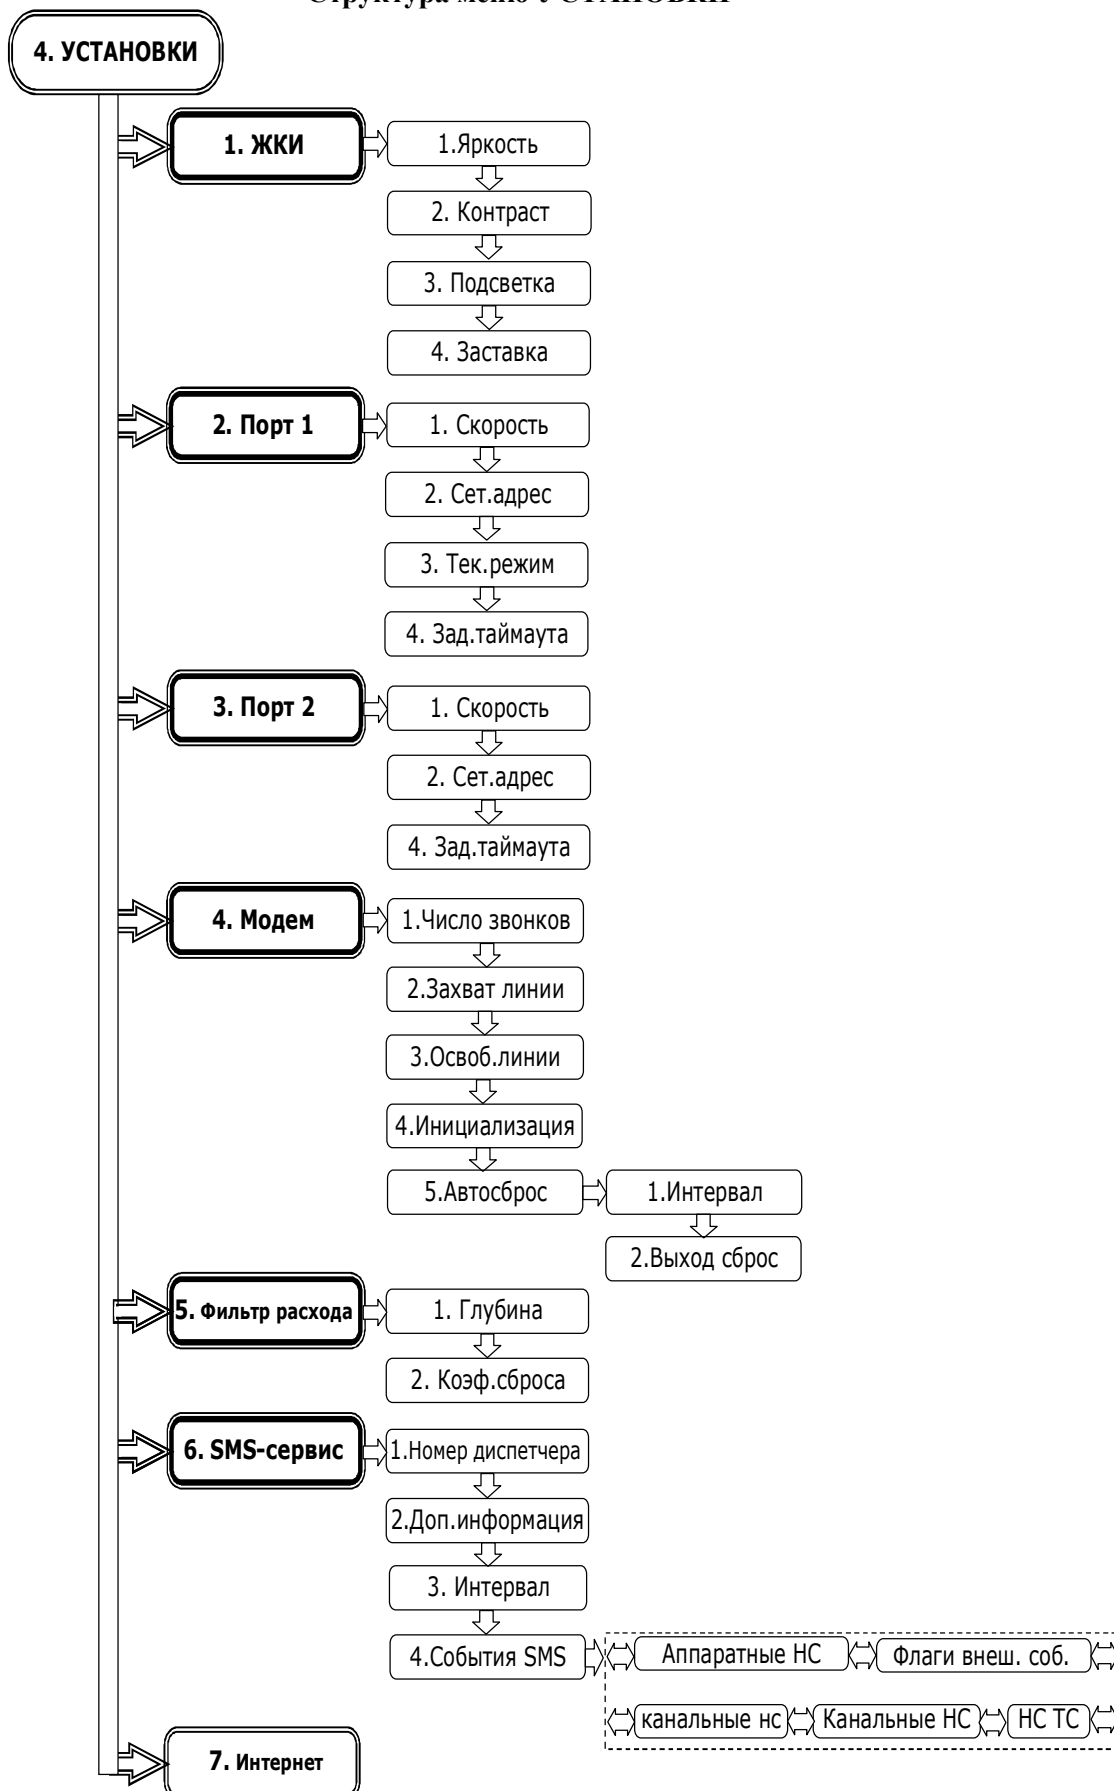 Структура меню УСТАНОВКИ
4. УСТАНОВКИ
1. ЖКИ
1.Яркость
2. Контраст
3. Подсветка
4. Заставка
2. Порт 1
1. Скорость
2. Сет.адрес
3. Тек.режим
4. Зад.таймаута
3. Порт 2
1. Скорость
2. Сет.адрес
4. Зад.таймаута
4. Модем
1.Число звонков
2.Захват линии
3.Освоб.линии
4.Инициализация
5.Автосброс
1.Интервал
2.Выход сброс
5. Фильтр расхода
1. Глубина
2. Коэф.сброса
6. SMS-сервис
1.Номер диспетчера
2.Доп.информация
3. Интервал
4.События SMS
Аппаратные НС
Флаги внеш. соб.
канальные нс
Канальные НС
НС ТС
7. Интернет